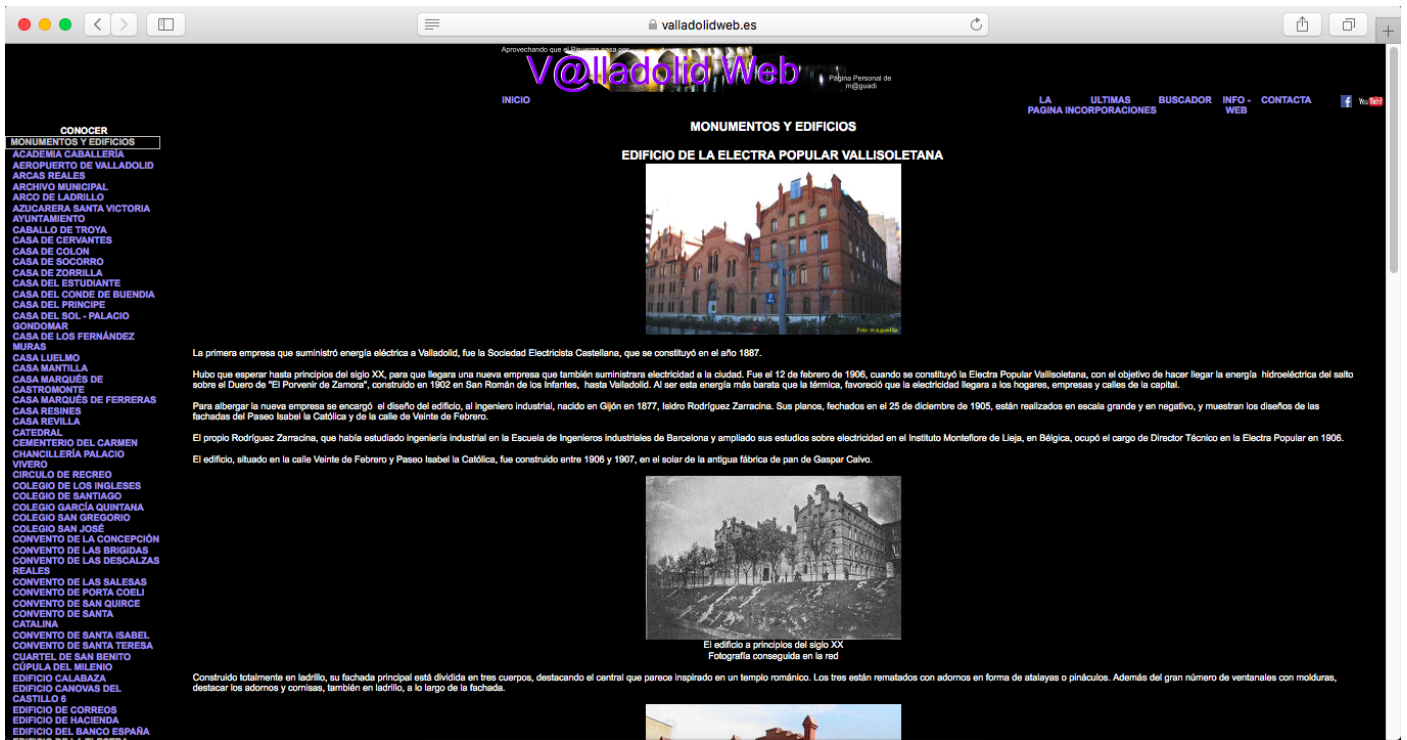 valladolidweb.es
Aprovechando que el Pisuerga pasa por
V@lladolid Web
Página Personal de
m@guadi
INICIO
LA PAGINA
ULTIMAS INCORPORACIONES
BUSCADOR
INFO - WEB
CONTACTA
You Tube
CONOCER
MONUMENTOS Y EDIFICIOS
ACADEMIA CABALLERÍA
AEROPUERTO DE VALLADOLID
ARCAS REALES
ARCHIVO MUNICIPAL
ARCO DE LADRILLO
AZUCARERA SANTA VICTORIA
AYUNTAMIENTO
CABALLO DE TROYA
CASA DE CERVANTES
CASA DE COLON
CASA DE SOCORRO
CASA DE ZORRILLA
CASA DEL ESTUDIANTE
CASA DEL CONDE DE BUENDIA
CASA DEL PRINCIPE
CASA DEL SOL - PALACIO
GONDOMAR
CASA DE LOS FERNÁNDEZ
MURAS
CASA LUELMO
CASA MANTILLA
CASA MARQUÉS DE
CASTROMONTE
CASA MARQUÉS DE FERRERAS
CASA RESINES
CASA REVILLA
CATEDRAL
CEMENTERIO DEL CARMEN
CHANCILLERÍA PALACIO
VIVERO
CIRCULO DE RECREO
COLEGIO DE LOS INGLESES
COLEGIO DE SANTIAGO
COLEGIO GARCÍA QUINTANA
COLEGIO SAN GREGORIO
COLEGIO SAN JOSÉ
CONVENTO DE LA CONCEPCIÓN
CONVENTO DE LAS BRIGIDAS
CONVENTO DE LAS DESCALZAS
REALES
CONVENTO DE LAS SALESAS
CONVENTO DE PORTA COELI
CONVENTO DE SAN QUIRCE
CONVENTO DE SANTA
CATALINA
CONVENTO DE SANTA ISABEL
CONVENTO DE SANTA TERESA
CUARTEL DE SAN BENITO
CÚPULA DEL MILENIO
EDIFICIO CALABAZA
EDIFICIO CANOVAS DEL
CASTILLO 6
EDIFICIO DE CORREOS
EDIFICIO DE HACIENDA
EDIFICIO DEL BANCO ESPAÑA
EDIFICIO DE LA ELECTRA
MONUMENTOS Y EDIFICIOS
EDIFICIO DE LA ELECTRA POPULAR VALLISOLETANA
La primera empresa que suministró energía eléctrica a Valladolid, fue la Sociedad Electricista Castellana, que se constituyó en el año 1887.
Hubo que esperar hasta principios del siglo XX, para que llegara una nueva empresa que también suministrara electricidad a la ciudad. Fue el 12 de febrero de 1906, cuando se constituyó la Electra Popular Vallisoletana, con el objetivo de hacer llegar la energía hidroeléctrica del salto
sobre el Duero de "El Porvenir de Zamora", construido en 1902 en San Román de los Infantes, hasta Valladolid. Al ser esta energía más barata que la térmica, favoreció que la electricidad llegara a los hogares, empresas y calles de la capital.
Para albergar la nueva empresa se encargó el diseño del edificio, al ingeniero industrial, nacido en Gijón en 1877, Isidro Rodríguez Zarracina. Sus planos, fechados en el 25 de diciembre de 1905, están realizados en escala grande y en negativo, y muestran los diseños de las
fachadas del Paseo Isabel la Católica y de la calle de Veinte de Febrero.
El propio Rodríguez Zarracina, que había estudiado ingeniería industrial en la Escuela de Ingenieros industriales de Barcelona y ampliado sus estudios sobre electricidad en el Instituto Montefiore de Lieja, en Bélgica, ocupó el cargo de Director Técnico en la Electra Popular en 1906.
El edificio, situado en la calle Veinte de Febrero y Paseo Isabel la Católica, fue construido entre 1906 y 1907, en el solar de la antigua fábrica de pan de Gaspar Calvo.
El edificio a principios del siglo XX
Fotografía conseguida en la red
Construido totalmente en ladrillo, su fachada principal está dividida en tres cuerpos, destacando el central que parece inspirado en un templo románico. Los tres están rematados con adornos en forma de atalayas o pináculos. Además del gran número de ventanales con molduras,
destacar los adornos y cornisas, también en ladrillo, a lo largo de la fachada.